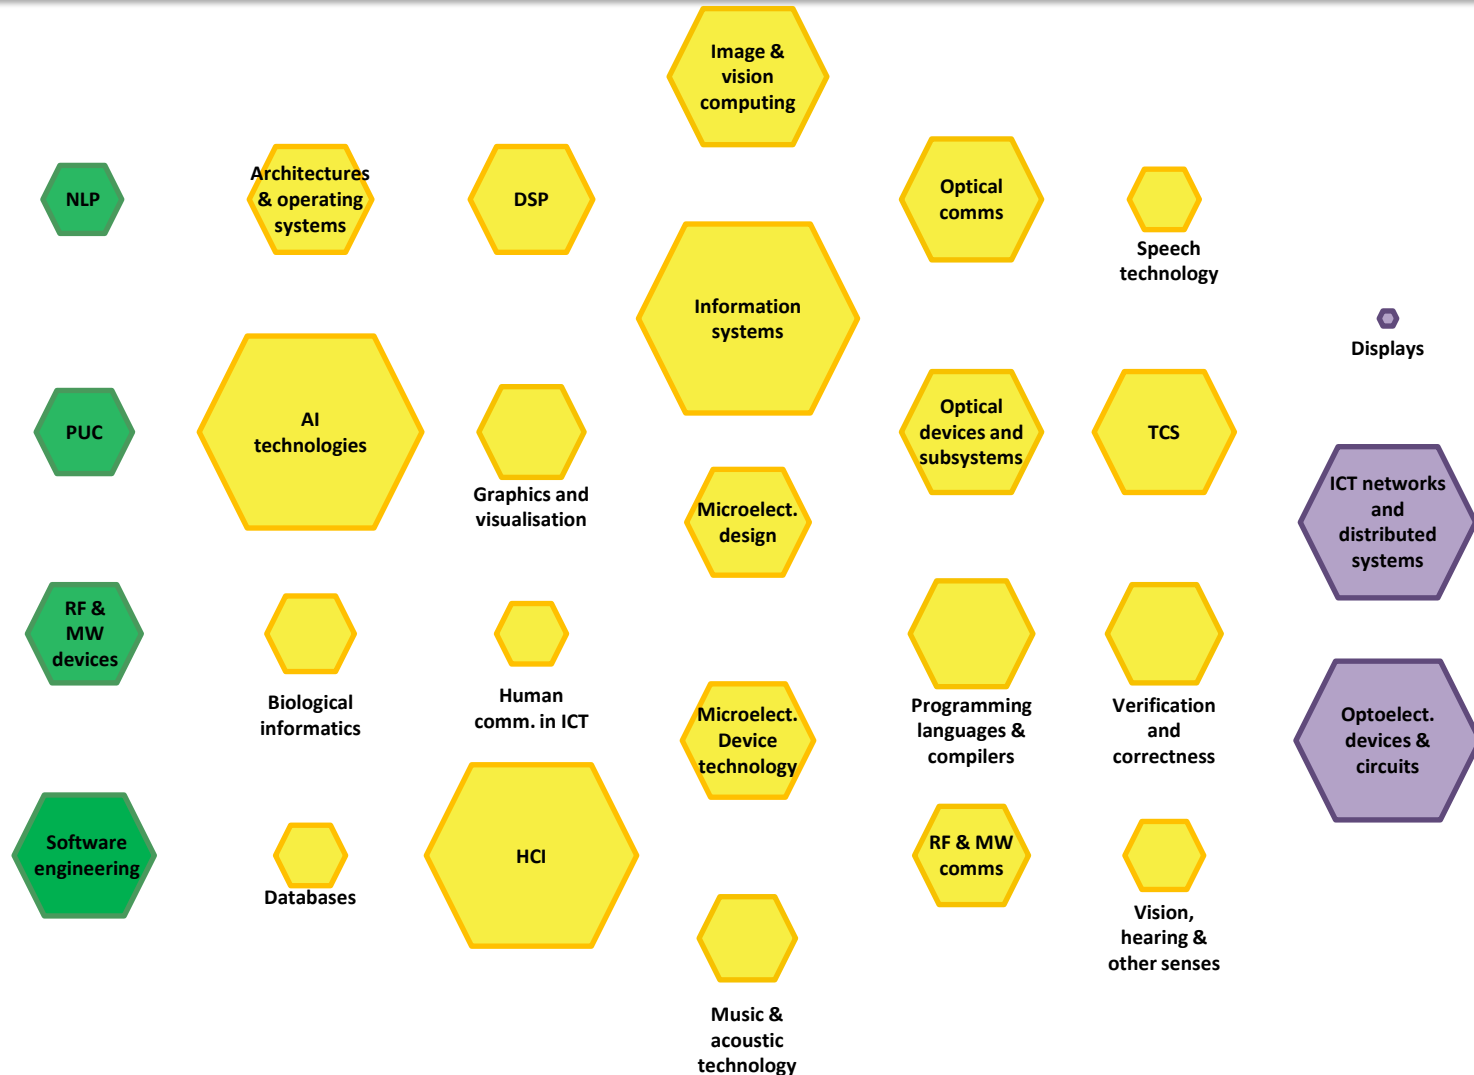 Image &
vision
computing
NLP
Architectures
& operating
systems
DSP
Optical
comms
Speech
technology
Information
systems
Displays
PUC
AI
technologies
Graphics and
visualisation
Optical
devices and
subsystems
TCS
Microelect.
design
ICT networks
and
distributed
systems
RF &
MW
devices
Biological
informatics
Human
comm. in ICT
Microelect.
Device
technology
Programming
languages &
compilers
Verification
and
correctness
Optoelect.
devices &
circuits
Software
engineering
Databases
HCI
RF & MW
comms
Vision,
hearing &
other senses
Music &
acoustic
technology